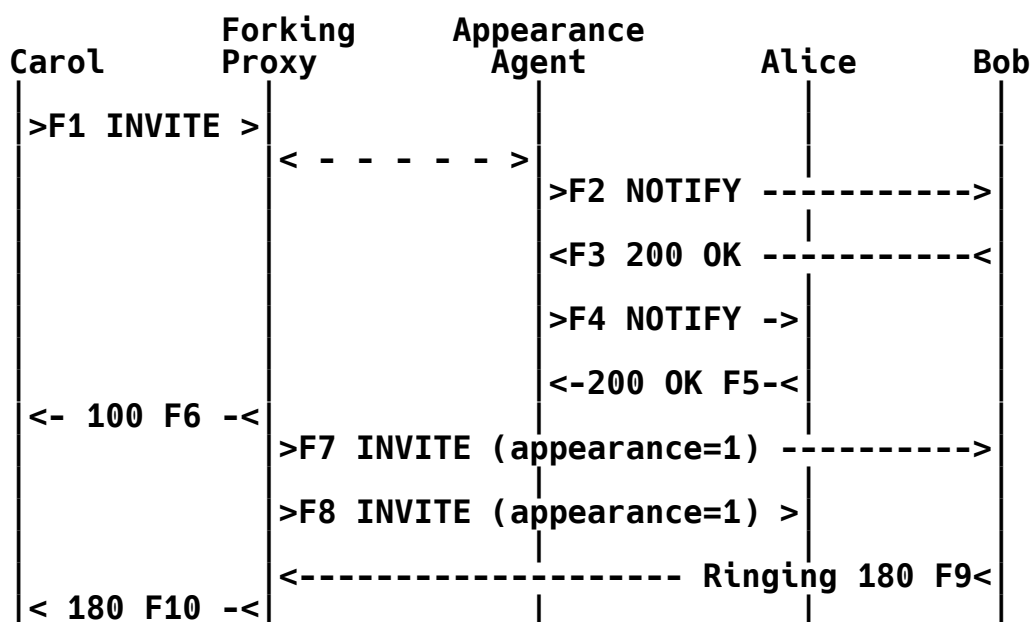 Forking Appearance
Carol Proxy Agent Alice Bob
>F1 INVITE >
< - - - - - >
>F2 NOTIFY ----------->
<F3 200 OK -----------<
>F4 NOTIFY ->
<-200 OK F5-<
<- 100 F6 -<
>F7 INVITE (appearance=1) ---------->
>F8 INVITE (appearance=1) >
<-------------------- Ringing 180 F9<
< 180 F10 -<